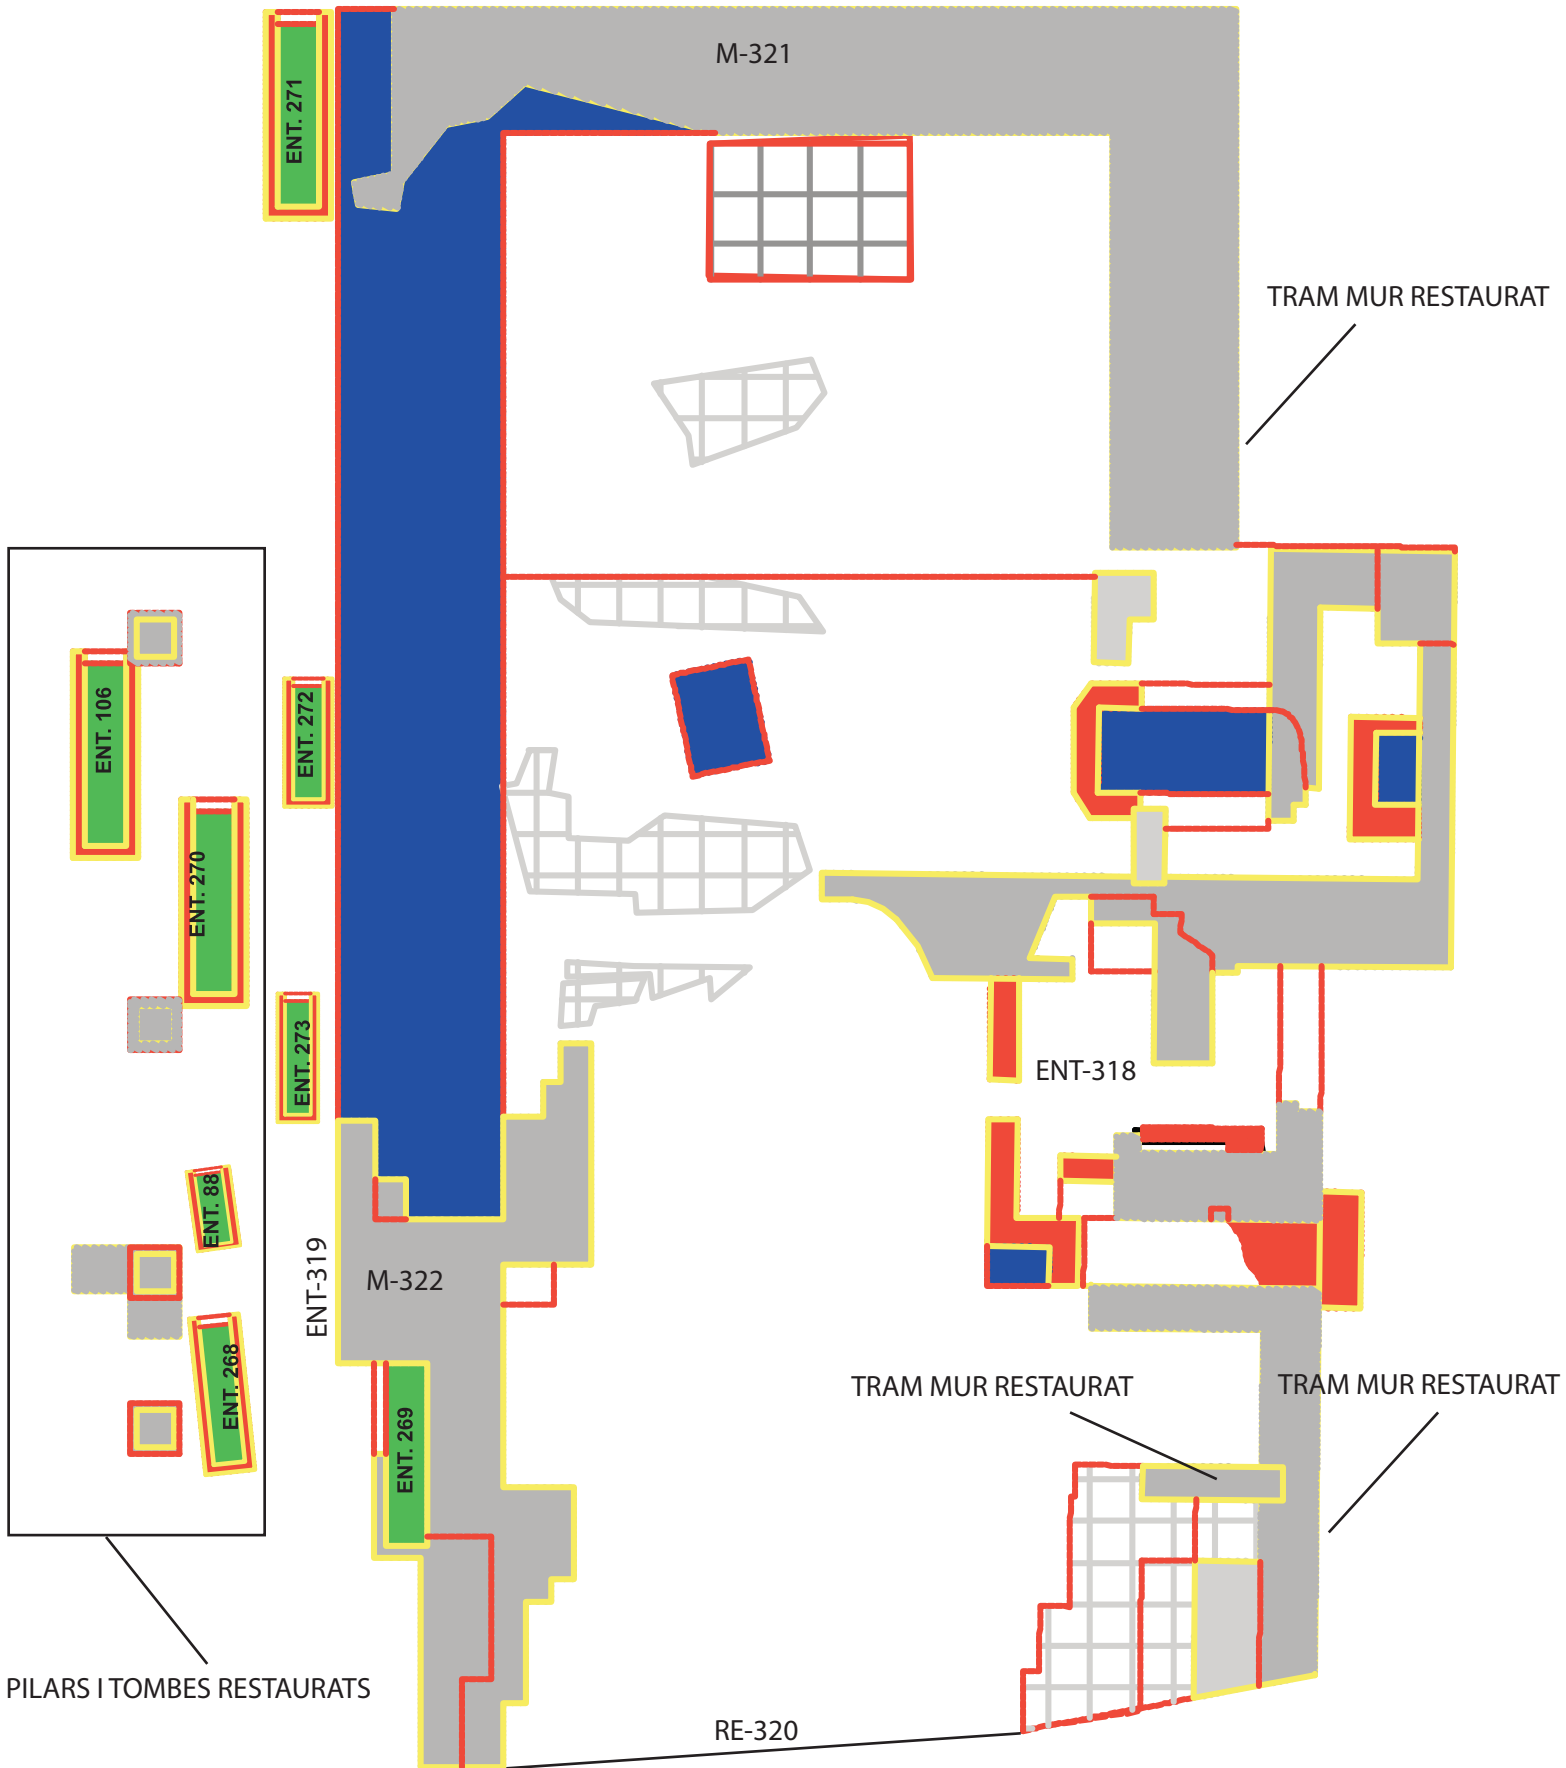 M-321
ENT. 271
TRAM MUR RESTAURAT
ENT. 106
ENT. 272
ENT. 270
ENT. 273
ENT-318
ENT. 88
ENT-319
M-322
ENT. 268
TRAM MUR RESTAURAT
TRAM MUR RESTAURAT
ENT. 269
PILARS I TOMBES RESTAURATS
RE-320